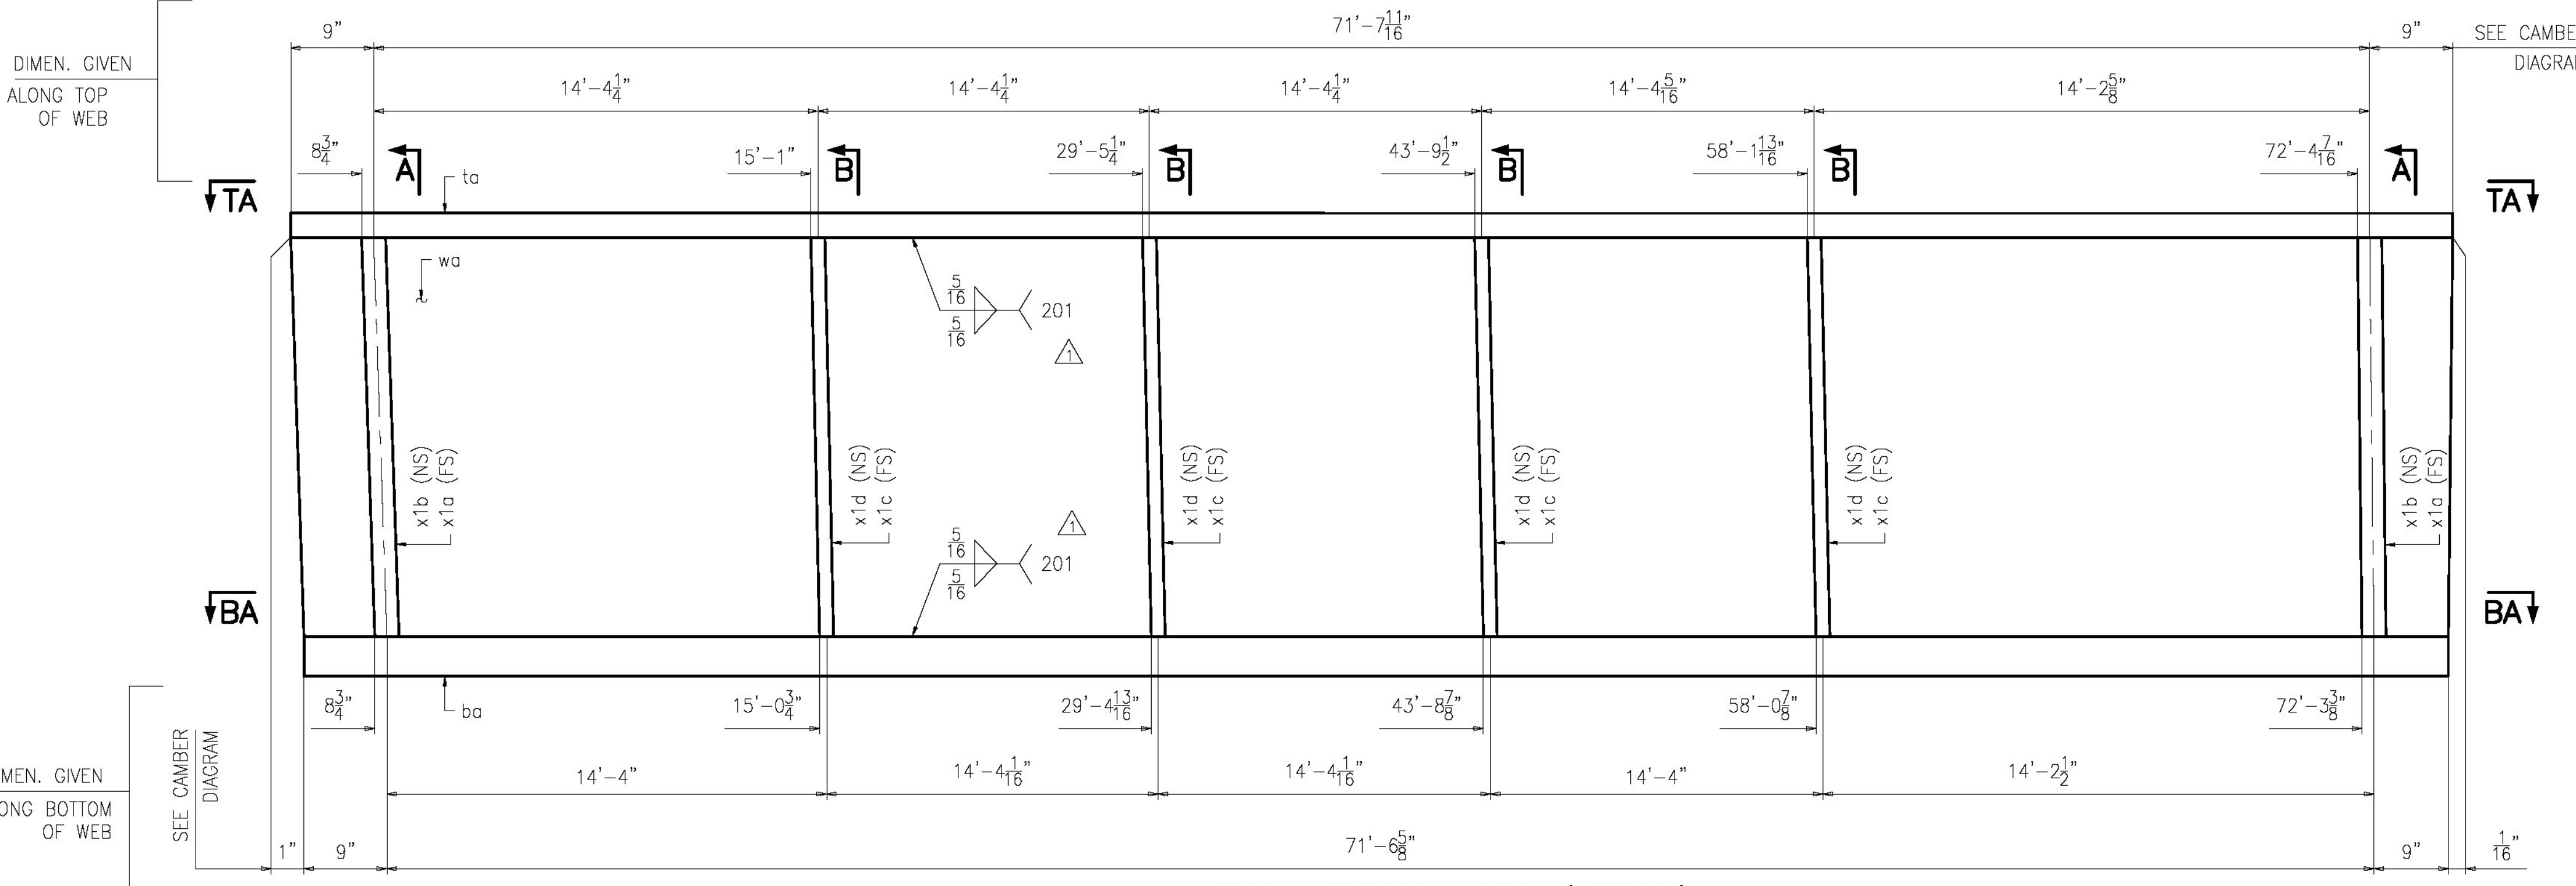 9" 71'-7 11/16" 9" SEE CAMBE
DIAGRA
DIMEN. GIVEN
ALONG TOP
OF WEB
14'-4 1/4" 14'-4 1/4" 14'-4 1/4" 14'-4 5/16" 14'-2 5/8"
8 3/4" 15'-1" 29'-5 1/4" 43'-9 1/2" 58'-1 13/16" 72'-4 7/16"
A B B B B A
TA TA
ta
wa
5/16
5/16
201
1
x1b (NS)
x1a (FS)
x1d (NS)
x1c (FS)
x1d (NS)
x1c (FS)
x1d (NS)
x1c (FS)
x1d (NS)
x1c (FS)
x1b (NS)
x1a (FS)
1
5/16
5/16
201
BA BA
ba
8 3/4" 15'-0 3/4" 29'-4 13/16" 43'-8 7/8" 58'-0 7/8" 72'-3 3/8"
MEN. GIVEN
ONG BOTTOM
OF WEB
SEE CAMBER
DIAGRAM
14'-4" 14'-4 1/16" 14'-4 1/16" 14'-4" 14'-2 1/2"
1" 9" 71'-6 5/8" 9" 1/16"